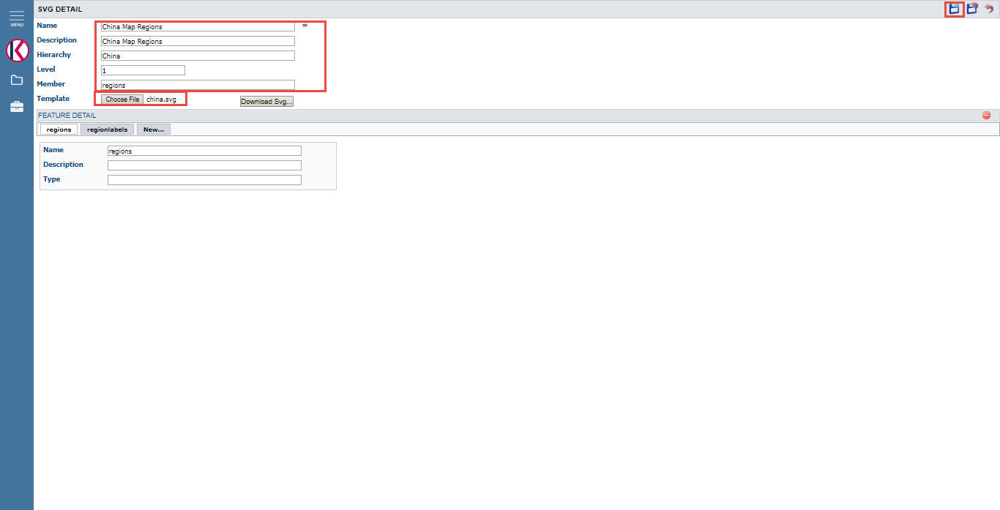 SVG DETAIL
MENU
Name China Map Regions *
Description China Map Regions
Hierarchy China
Level 1
Member regions
Template Choose File china.svg Download Svg...
FEATURE DETAIL
regions regionlabels New...
Name regions
Description
Type